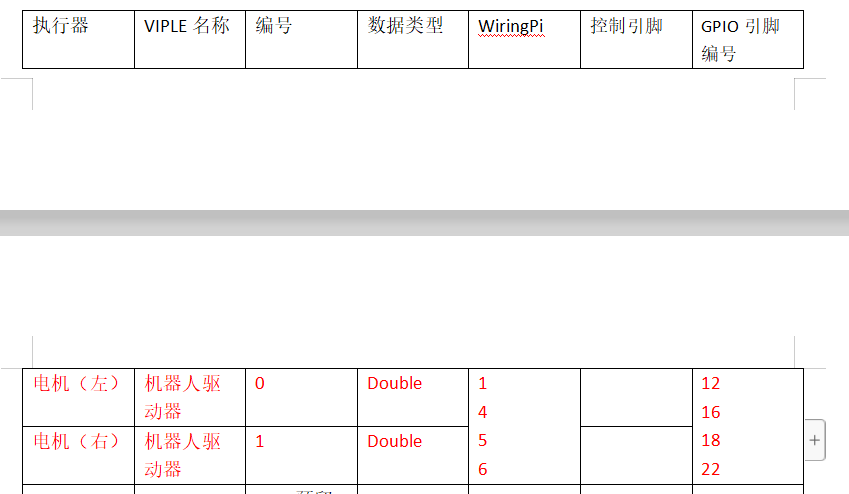 执行器 VIPLE 名称 编号 数据类型 WiringPi 控制引脚 GPIO 引脚
编号
电机（左） 机器人驱 0 Double 1 12
动器 4 16
电机（右） 机器人驱 1 Double 5 18
动器 6 22